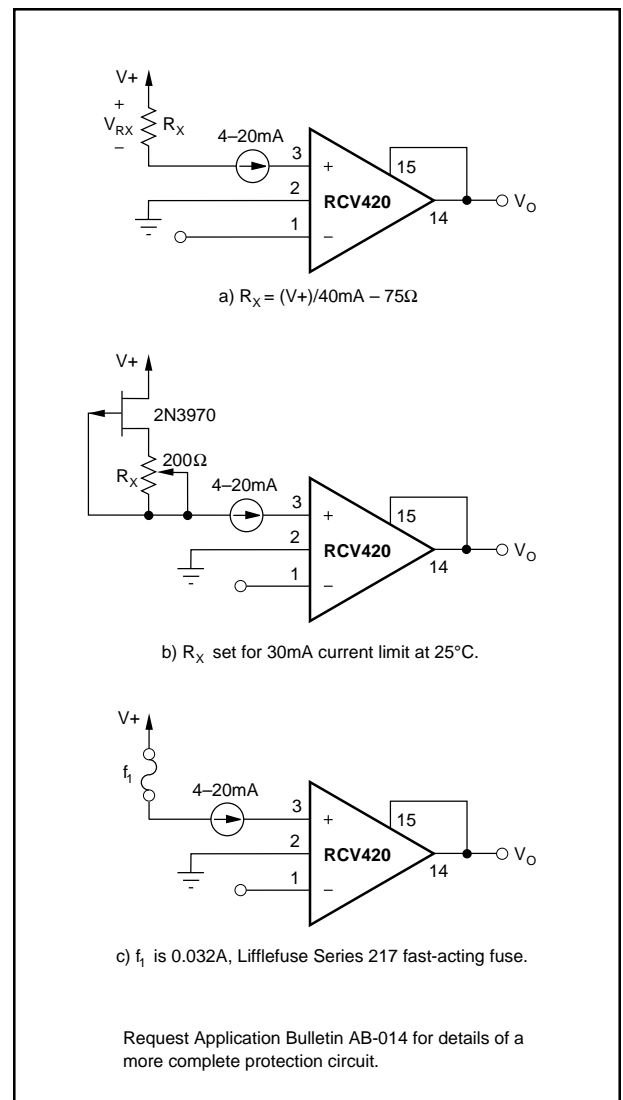 V+
+
V_RX R_X
–
4–20mA
3
+
15
2
RCV420
V_O
1
–
14
a) R_X = (V+)/40mA – 75Ω
V+
2N3970
200Ω
R_X
4–20mA
3
+
15
2
RCV420
V_O
1
–
14
b) R_X set for 30mA current limit at 25°C.
V+
f_1
4–20mA
3
+
15
2
RCV420
V_O
1
–
14
c) f_1 is 0.032A, Lifflefuse Series 217 fast-acting fuse.
Request Application Bulletin AB-014 for details of a
more complete protection circuit.